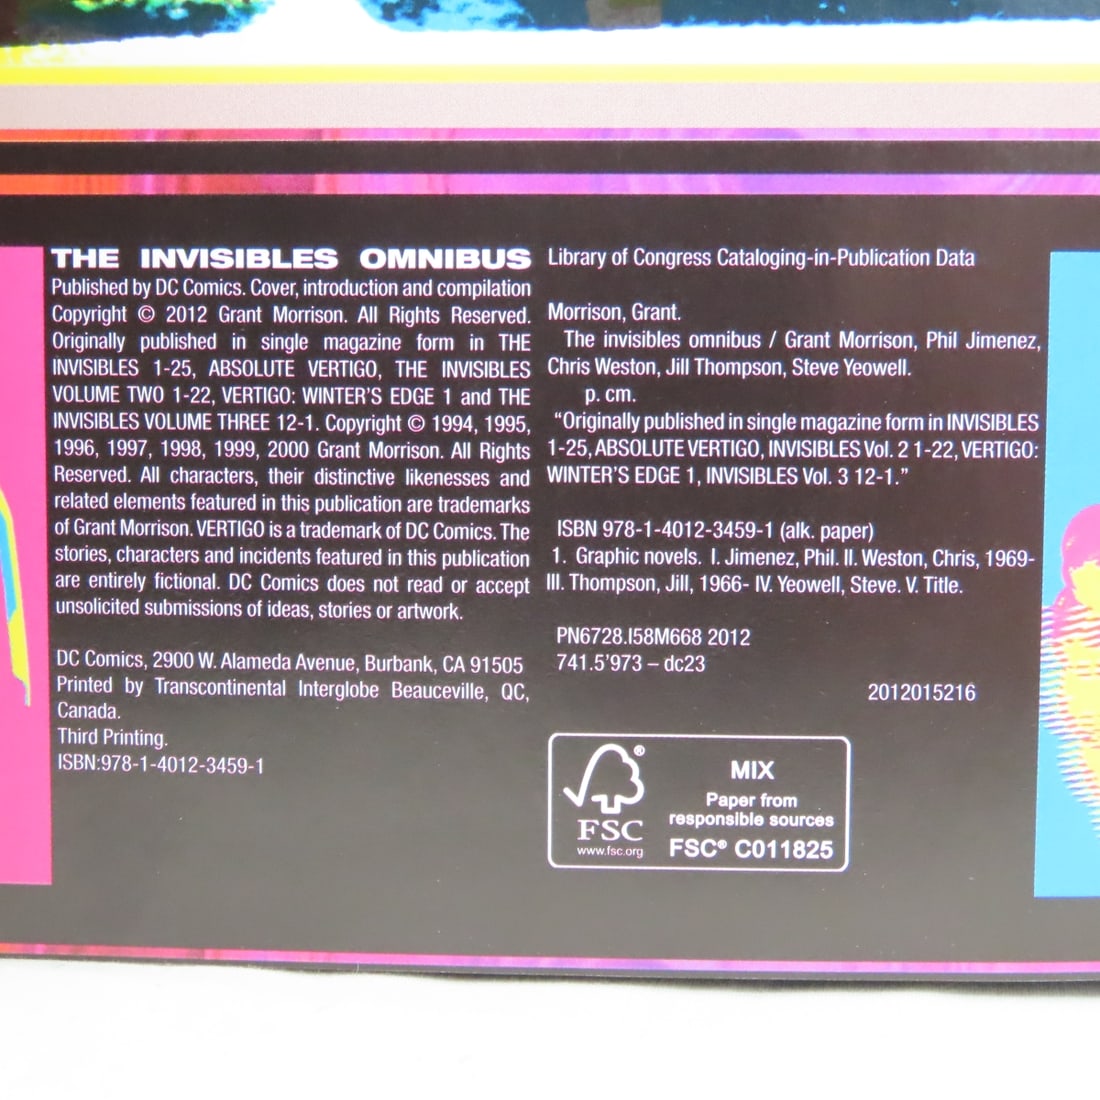 THE INVISIBLES OMNIBUS
Published by DC Comics. Cover, introduction and compilation
Copyright © 2012 Grant Morrison. All Rights Reserved.
Originally published in single magazine form in THE
INVISIBLES 1-25, ABSOLUTE VERTIGO, THE INVISIBLES
VOLUME TWO 1-22, VERTIGO: WINTER'S EDGE 1 and THE
INVISIBLES VOLUME THREE 12-1. Copyright © 1994, 1995,
1996, 1997, 1998, 1999, 2000 Grant Morrison. All Rights
Reserved. All characters, their distinctive likenesses and
related elements featured in this publication are trademarks
of Grant Morrison. VERTIGO is a trademark of DC Comics. The
stories, characters and incidents featured in this publication
are entirely fictional. DC Comics does not read or accept
unsolicited submissions of ideas, stories or artwork.
DC Comics, 2900 W. Alameda Avenue, Burbank, CA 91505
Printed by Transcontinental Interglobe Beauceville, QC,
Canada.
Third Printing.
ISBN:978-1-4012-3459-1
Library of Congress Cataloging-in-Publication Data
Morrison, Grant.
The invisibles omnibus / Grant Morrison, Phil Jimenez,
Chris Weston, Jill Thompson, Steve Yeowell.
p. cm.
“Originally published in single magazine form in INVISIBLES
1-25, ABSOLUTE VERTIGO, INVISIBLES Vol. 2 1-22, VERTIGO:
WINTER'S EDGE 1, INVISIBLES Vol. 3 12-1.”
ISBN 978-1-4012-3459-1 (alk. paper)
1. Graphic novels. I. Jimenez, Phil. II. Weston, Chris, 1969-
III. Thompson, Jill, 1966- IV. Yeowell, Steve. V. Title.
PN6728.I58M668 2012
741.5'973 – dc23
2012015216
MIX
Paper from
responsible sources
FSC® C011825
®
FSC
www.fsc.org